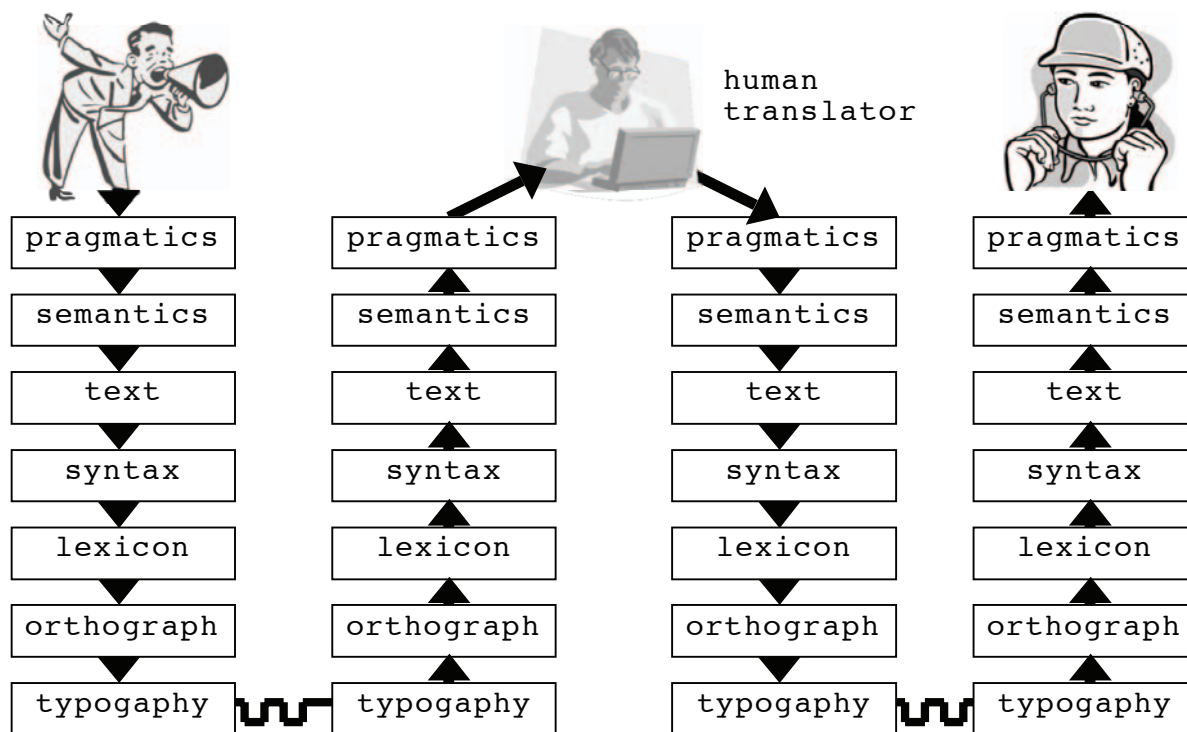 human
translator
pragmatics pragmatics pragmatics pragmatics
semantics semantics semantics semantics
text text text text
syntax syntax syntax syntax
lexicon lexicon lexicon lexicon
orthograph orthograph orthograph orthograph
typogaphy typogaphy typogaphy typogaphy